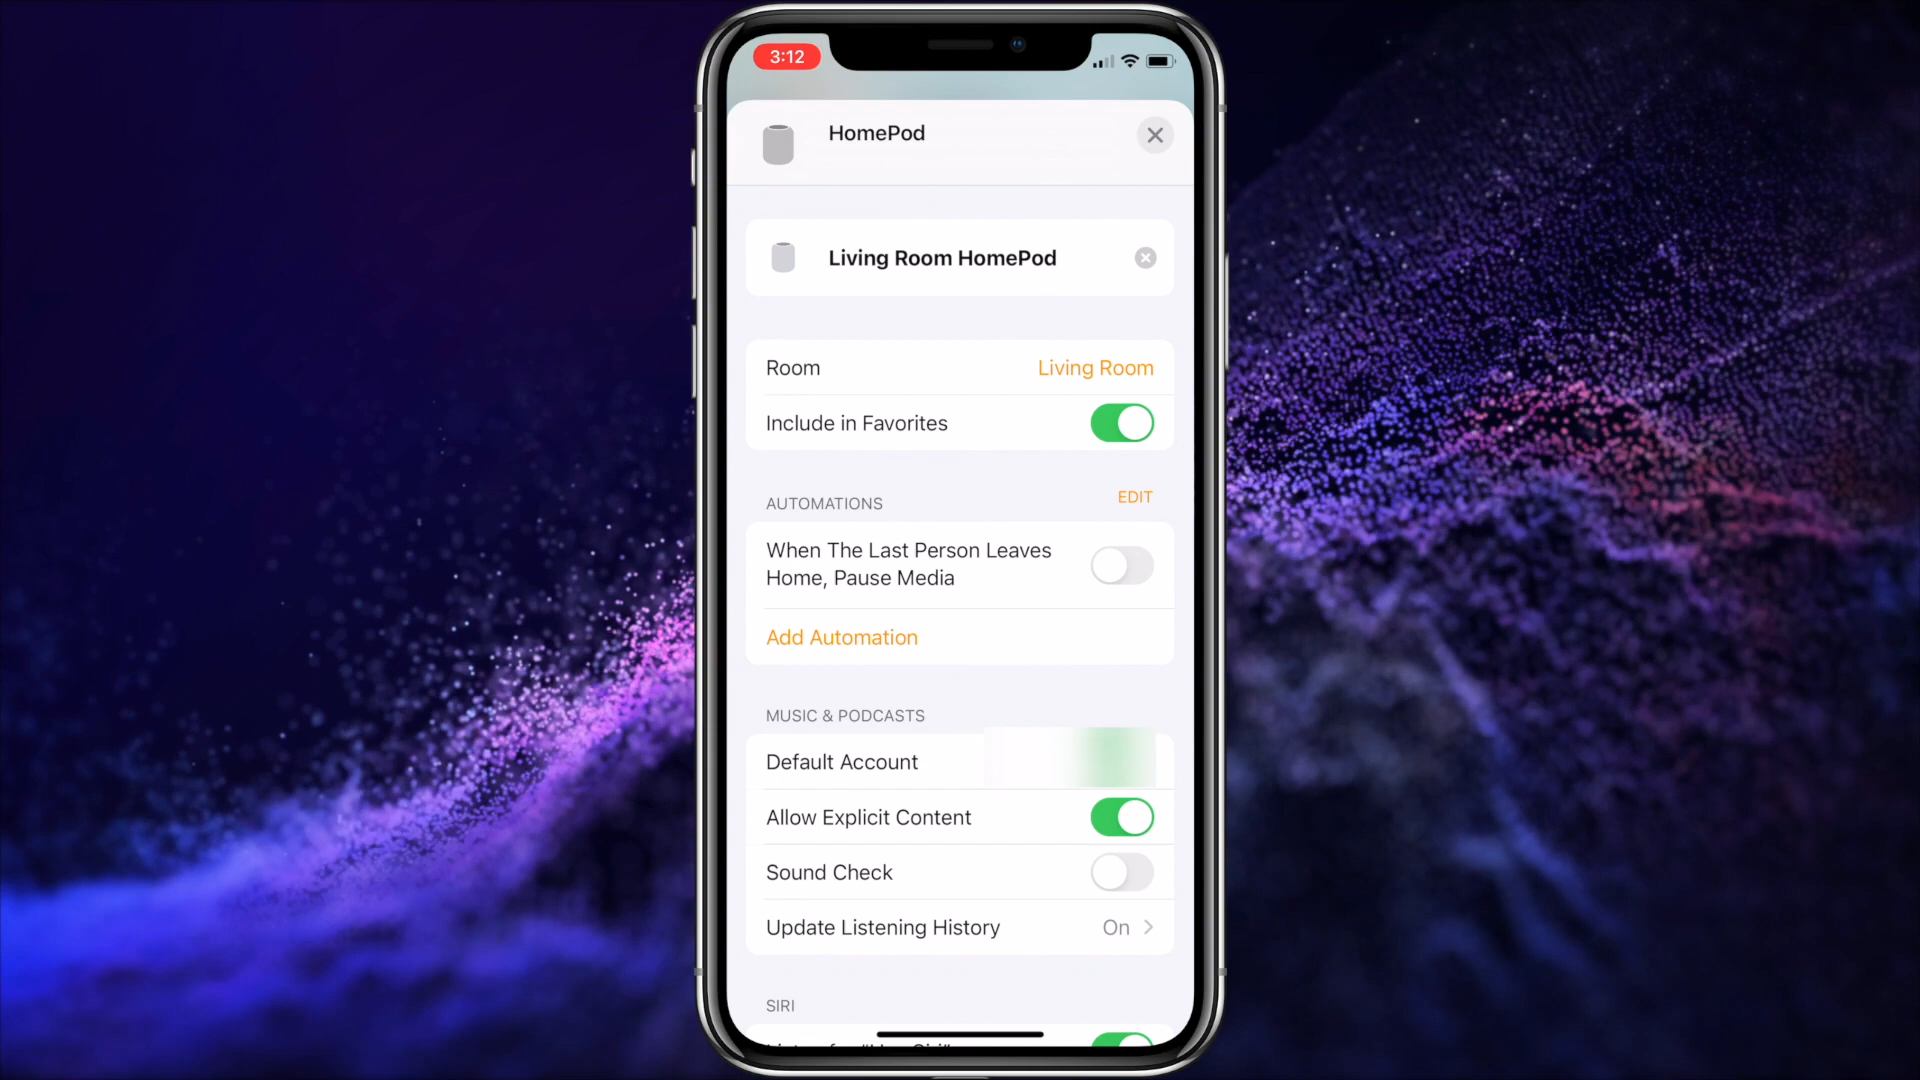 3:12
HomePod
Living Room HomePod
Room
Living Room
Include in Favorites
AUTOMATIONS
EDIT
When The Last Person Leaves
Home, Pause Media
Add Automation
MUSIC & PODCASTS
Default Account
Allow Explicit Content
Sound Check
Update Listening History
On
SIRI